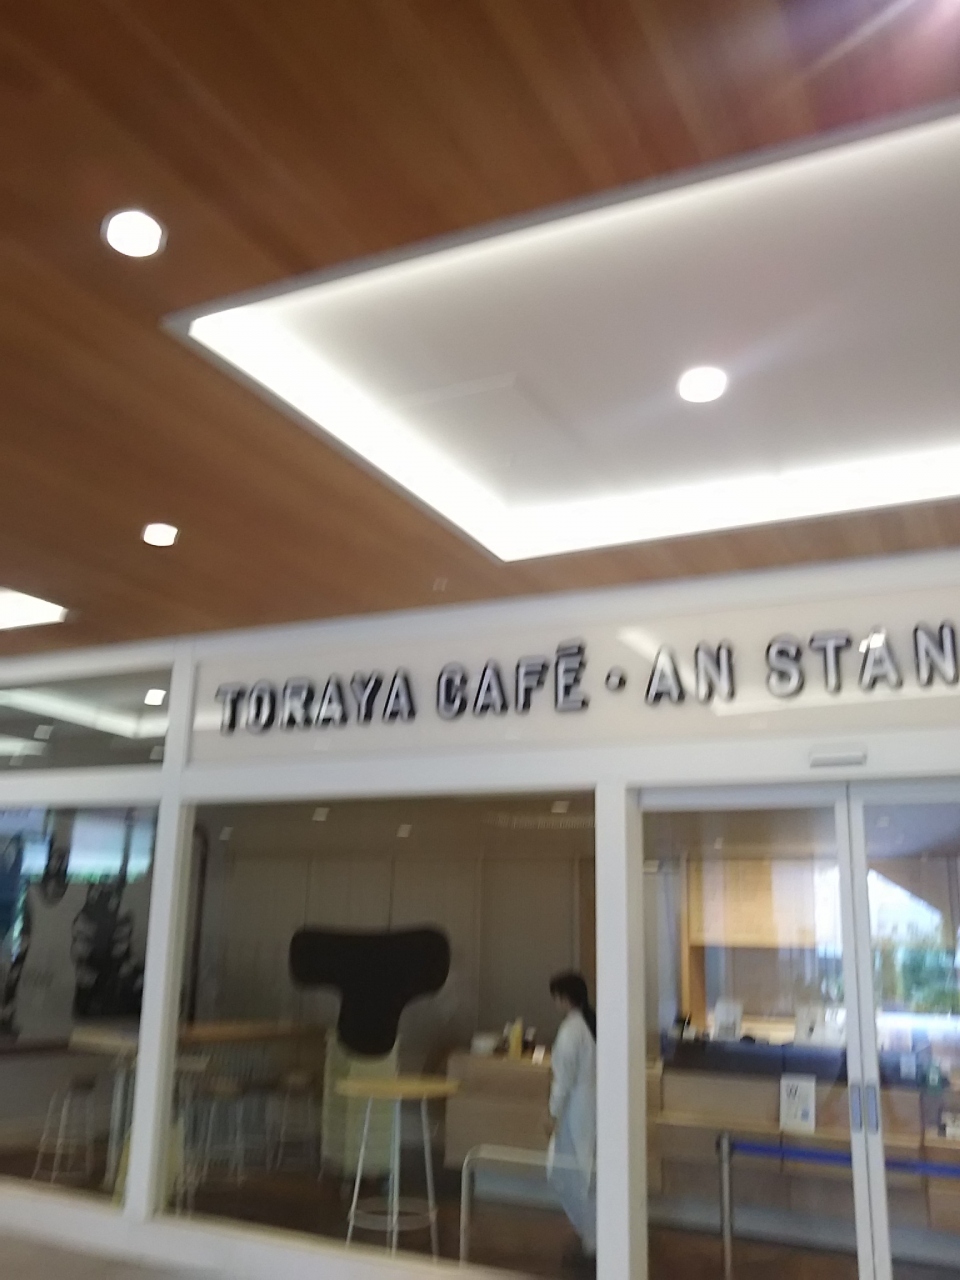 TORAYA CAFÉ · AN STAN